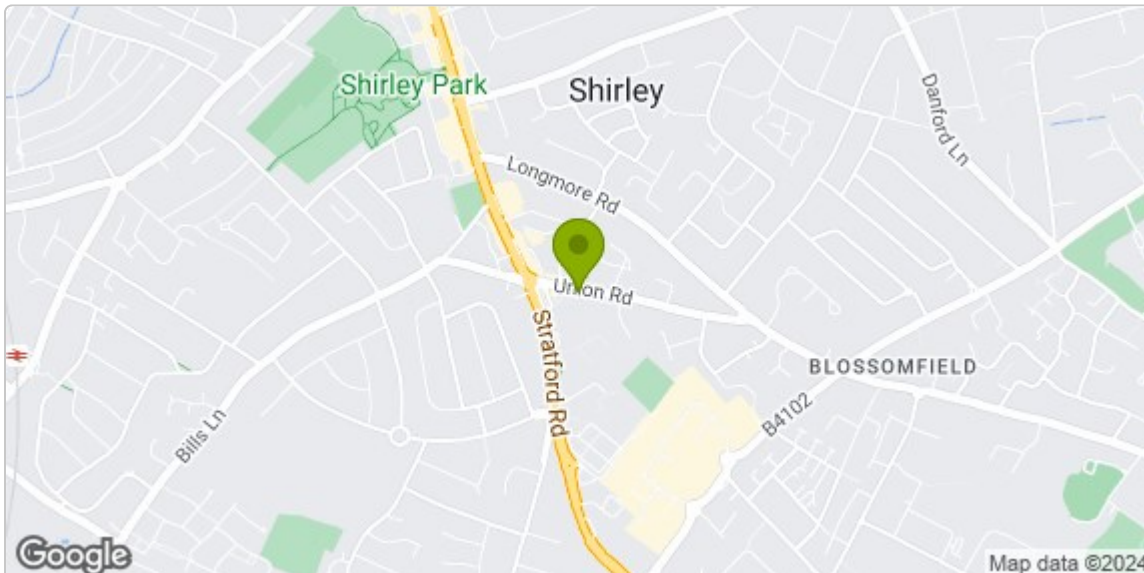 Shirley Park
Shirley
Danford Ln
Longmore Rd
Union Rd
Stratford Rd
BLOSSOMFIELD
Bills Ln
B4102
Google
Map data ©2024